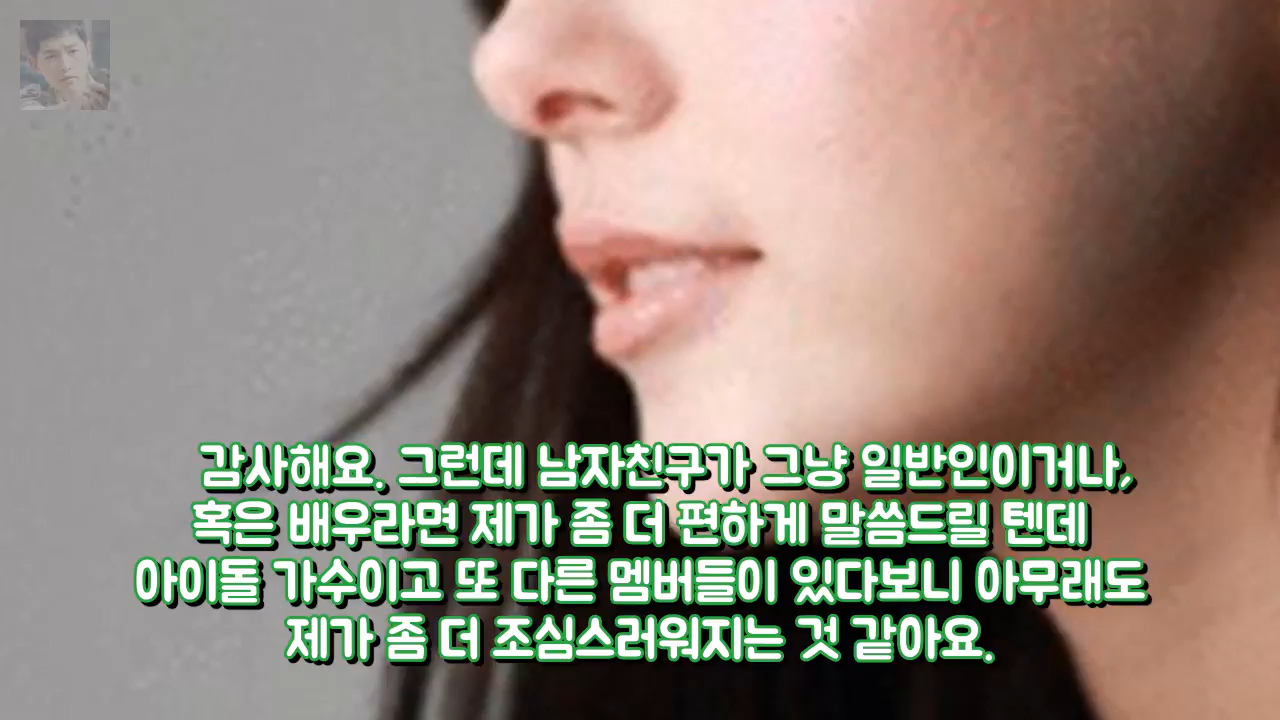 감사해요. 그런데 남자친구가 그냥 일반인이거나,
혹은 배우라면 제가 좀 더 편하게 말씀드릴 텐데
아이돌 가수이고 또 다른 멤버들이 있다보니 아무래도
제가 좀 더 조심스러워지는 것 같아요.